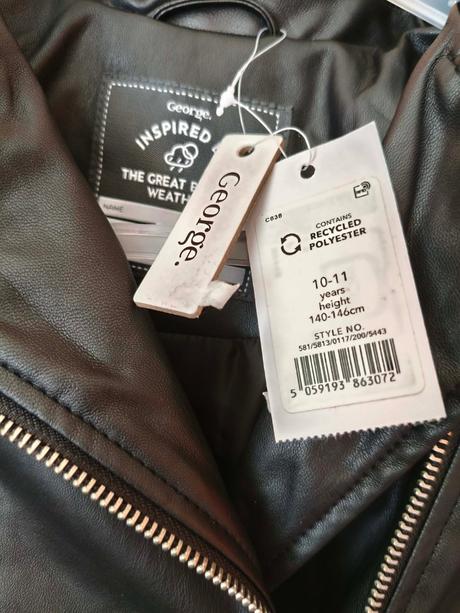 George.
INSPIRED
THE GREAT
WEATH
NAME
George.
C83B
CONTAINS
RECYCLED
POLYESTER
10-11
years
height
140-146cm
STYLE NO.
581/5813/0117/200/5443
5 059193 863072